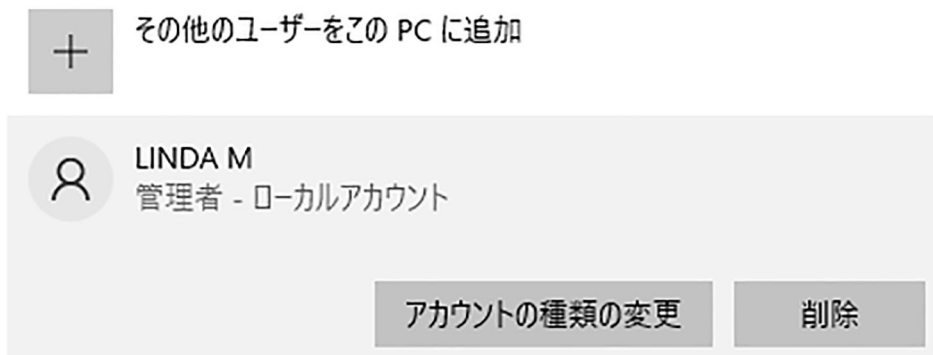 その他のユーザーをこの PC に追加
LINDA M
管理者 - ローカルアカウント
アカウントの種類の変更
削除